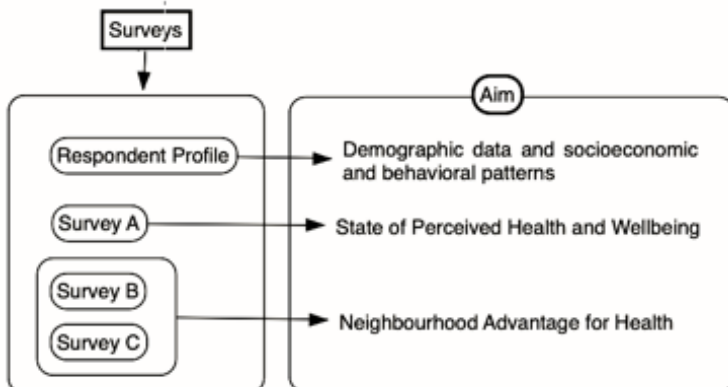 Surveys
Aim
Respondent Profile
Demographic data and socioeconomic
and behavioral patterns
Survey A
State of Perceived Health and Wellbeing
Survey B
Survey C
Neighbourhood Advantage for Health